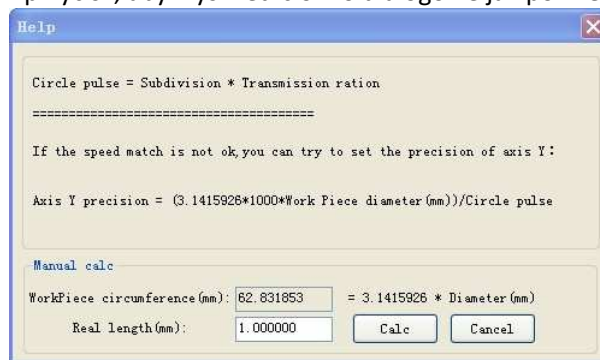 Help
Circle pulse = Subdivision * Transmission ration
=======================================
If the speed match is not ok,you can try to set the precision of axis Y:
Axis Y precision = (3.1415926*1000*Work Piece diameter(mm))/Circle pulse
Manual calc
WorkPiece circumference(mm): 62.831853 = 3.1415926 * Diameter(mm)
Real length(mm): 1.000000 Calc Cancel